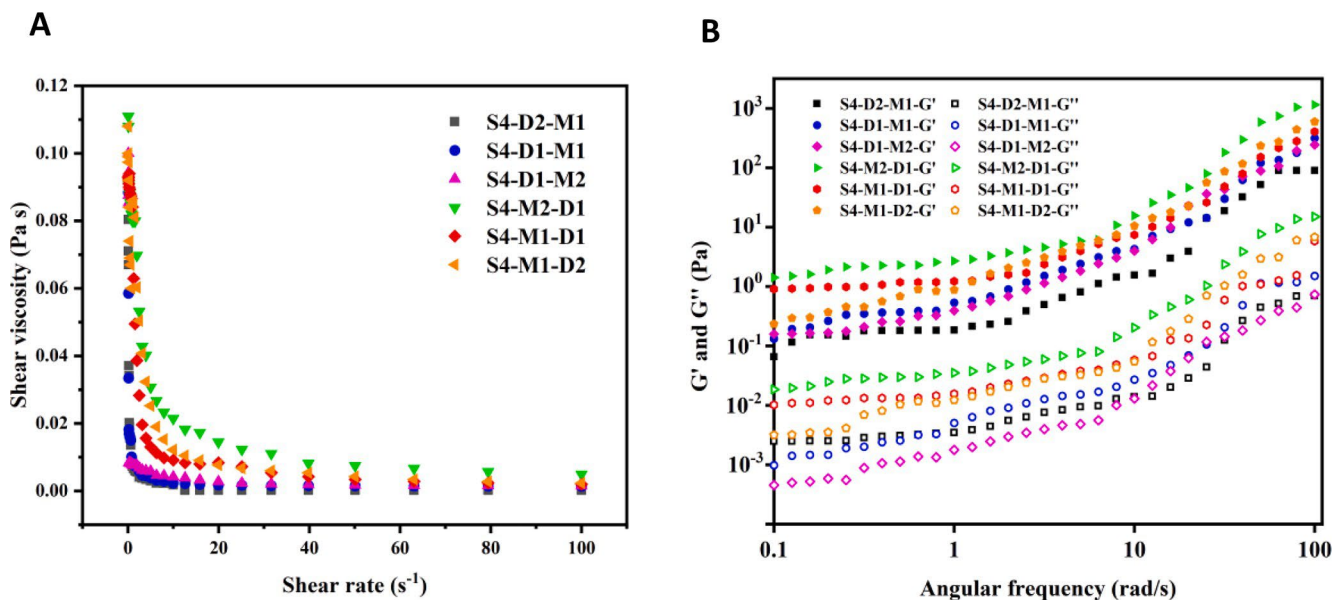 A
0.12
0.10
0.08
0.06
0.04
0.02
0.00
Shear viscosity (Pa s)
S4-D2-M1
S4-D1-M1
S4-D1-M2
S4-M2-D1
S4-M1-D1
S4-M1-D2
0 20 40 60 80 100
Shear rate (s⁻¹)
B
10³
10²
10¹
10⁰
10⁻¹
10⁻²
10⁻³
G' and G'' (Pa)
S4-D2-M1-G' S4-D2-M1-G''
S4-D1-M1-G' S4-D1-M1-G''
S4-D1-M2-G' S4-D1-M2-G''
S4-M2-D1-G' S4-M2-D1-G''
S4-M1-D1-G' S4-M1-D1-G''
S4-M1-D2-G' S4-M1-D2-G''
0.1 1 10 100
Angular frequency (rad/s)